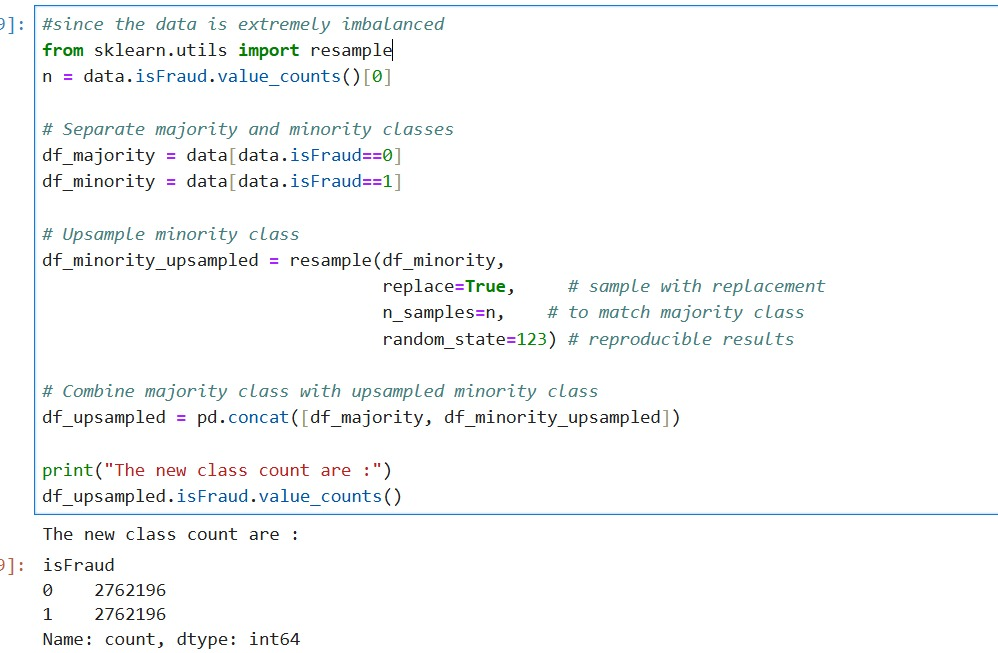 9]: #since the data is extremely imbalanced
from sklearn.utils import resample
n = data.isFraud.value_counts()[0]
# Separate majority and minority classes
df_majority = data[data.isFraud==0]
df_minority = data[data.isFraud==1]
# Upsample minority class
df_minority_upsampled = resample(df_minority,
replace=True,     # sample with replacement
n_samples=n,    # to match majority class
random_state=123) # reproducible results
# Combine majority class with upsampled minority class
df_upsampled = pd.concat([df_majority, df_minority_upsampled])
print("The new class count are :")
df_upsampled.isFraud.value_counts()
The new class count are :
9]: isFraud
0    2762196
1    2762196
Name: count, dtype: int64